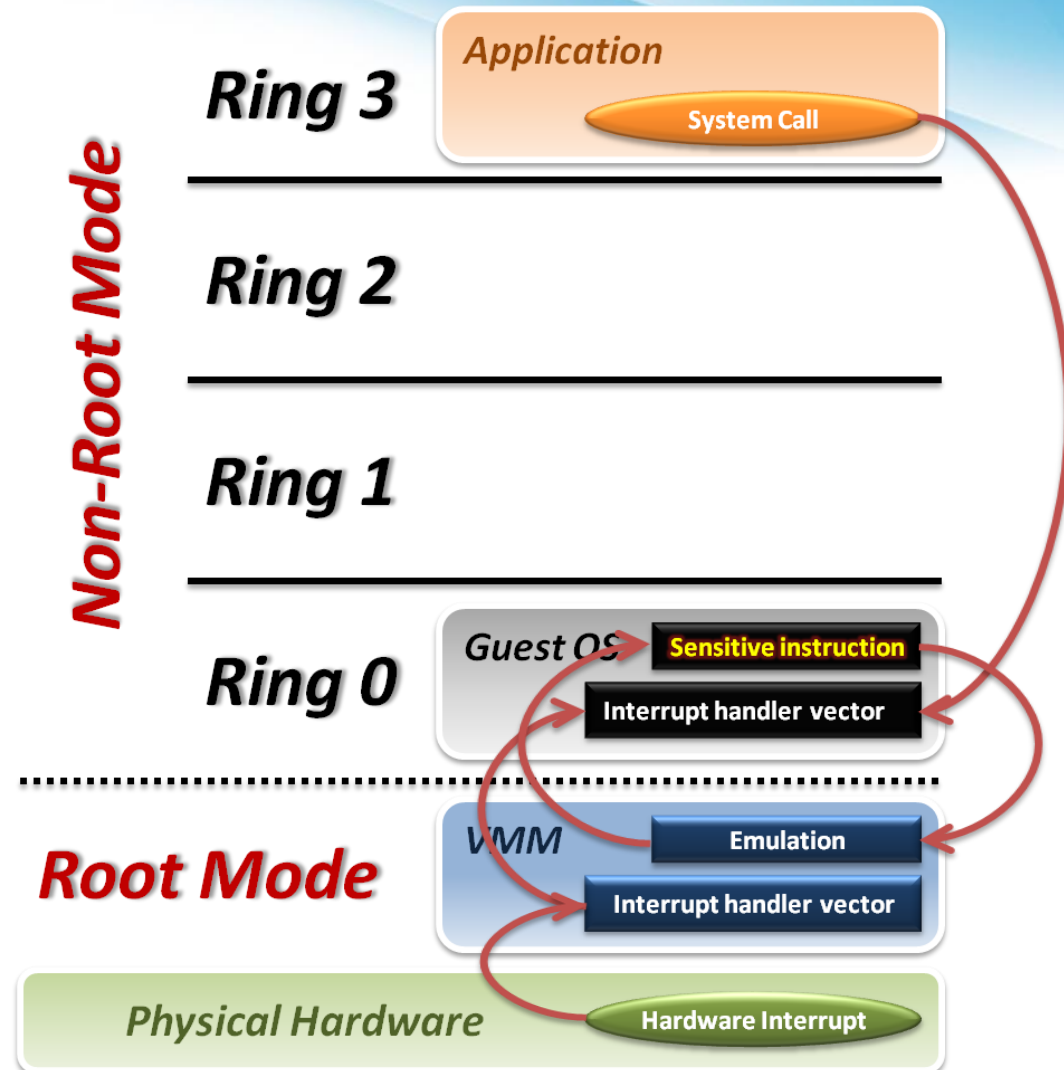 Application
Ring 3
System Call
Non-Root Mode
Ring 2
Ring 1
Guest OS
Sensitive instruction
Ring 0
Interrupt handler vector
VMM
Emulation
Root Mode
Interrupt handler vector
Physical Hardware
Hardware Interrupt